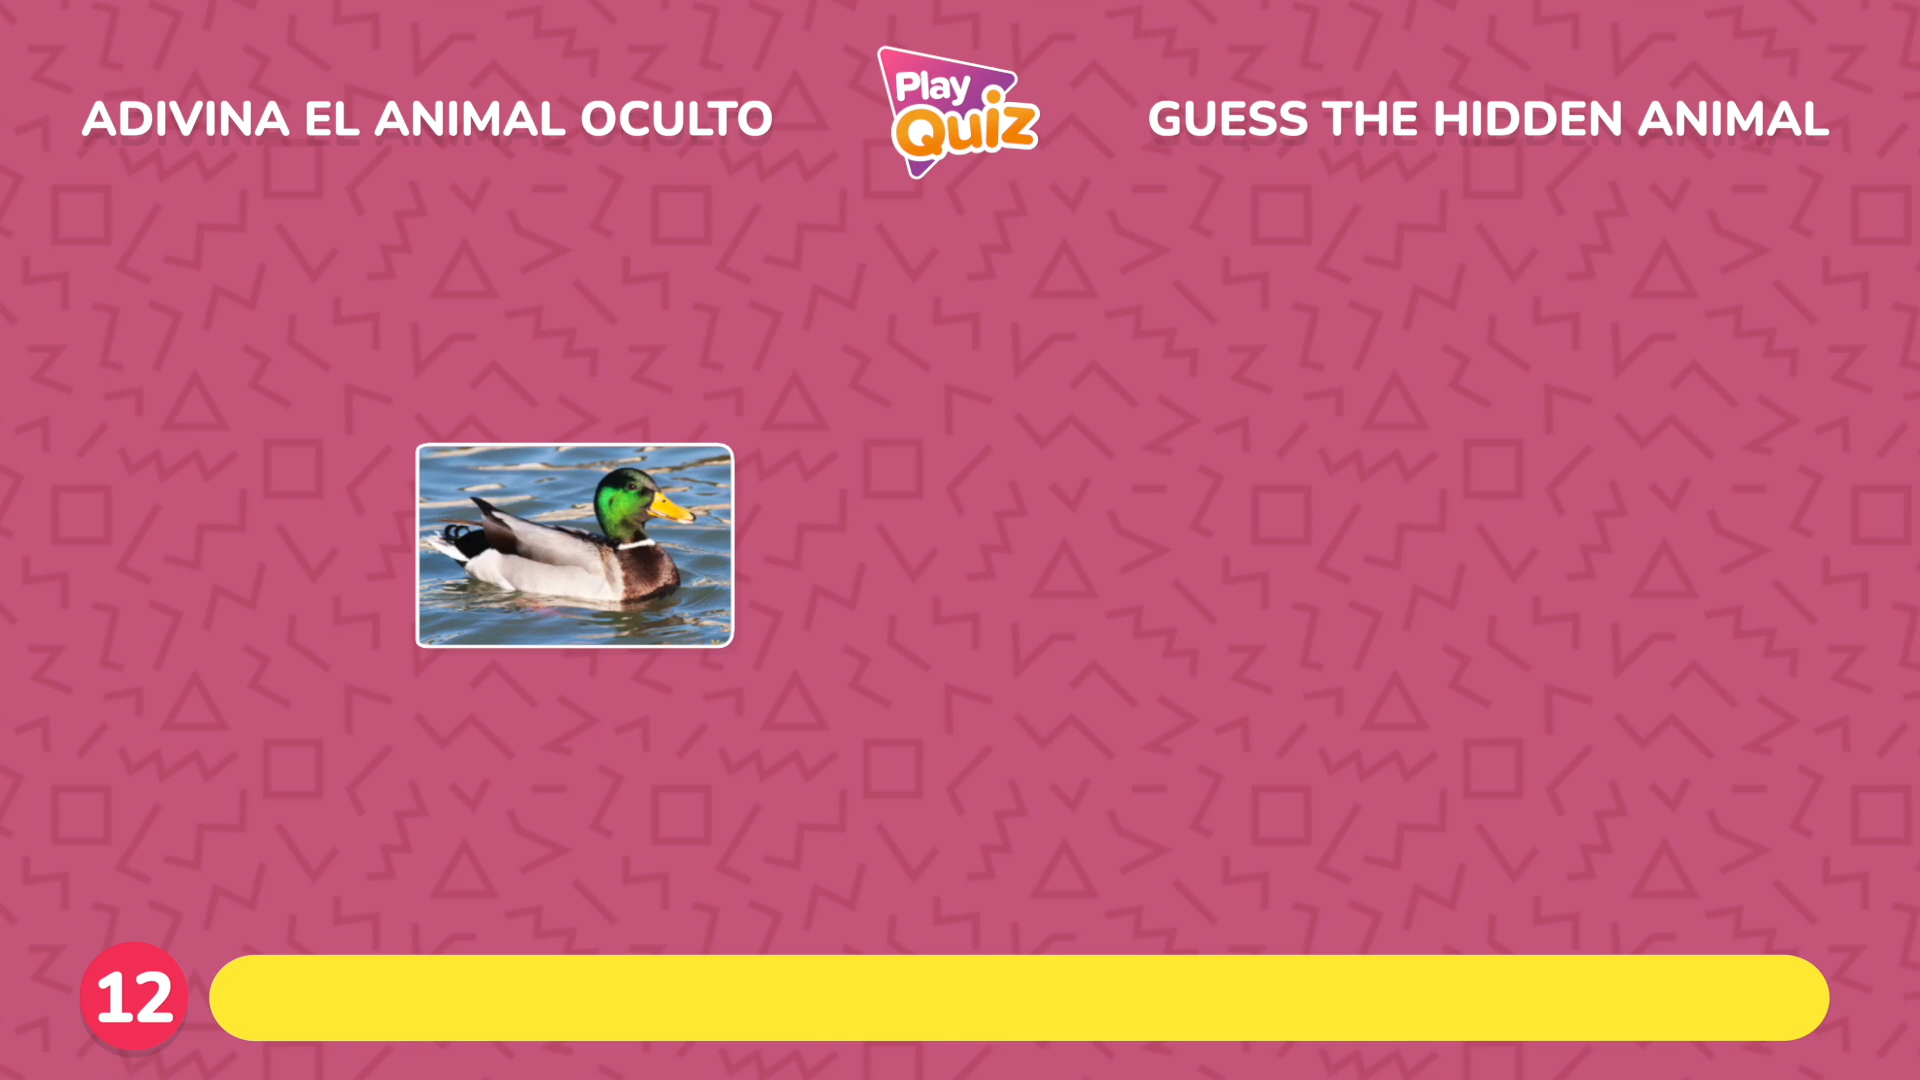 ADIVINA EL ANIMAL OCULTO
Play
Quiz
GUESS THE HIDDEN ANIMAL
12